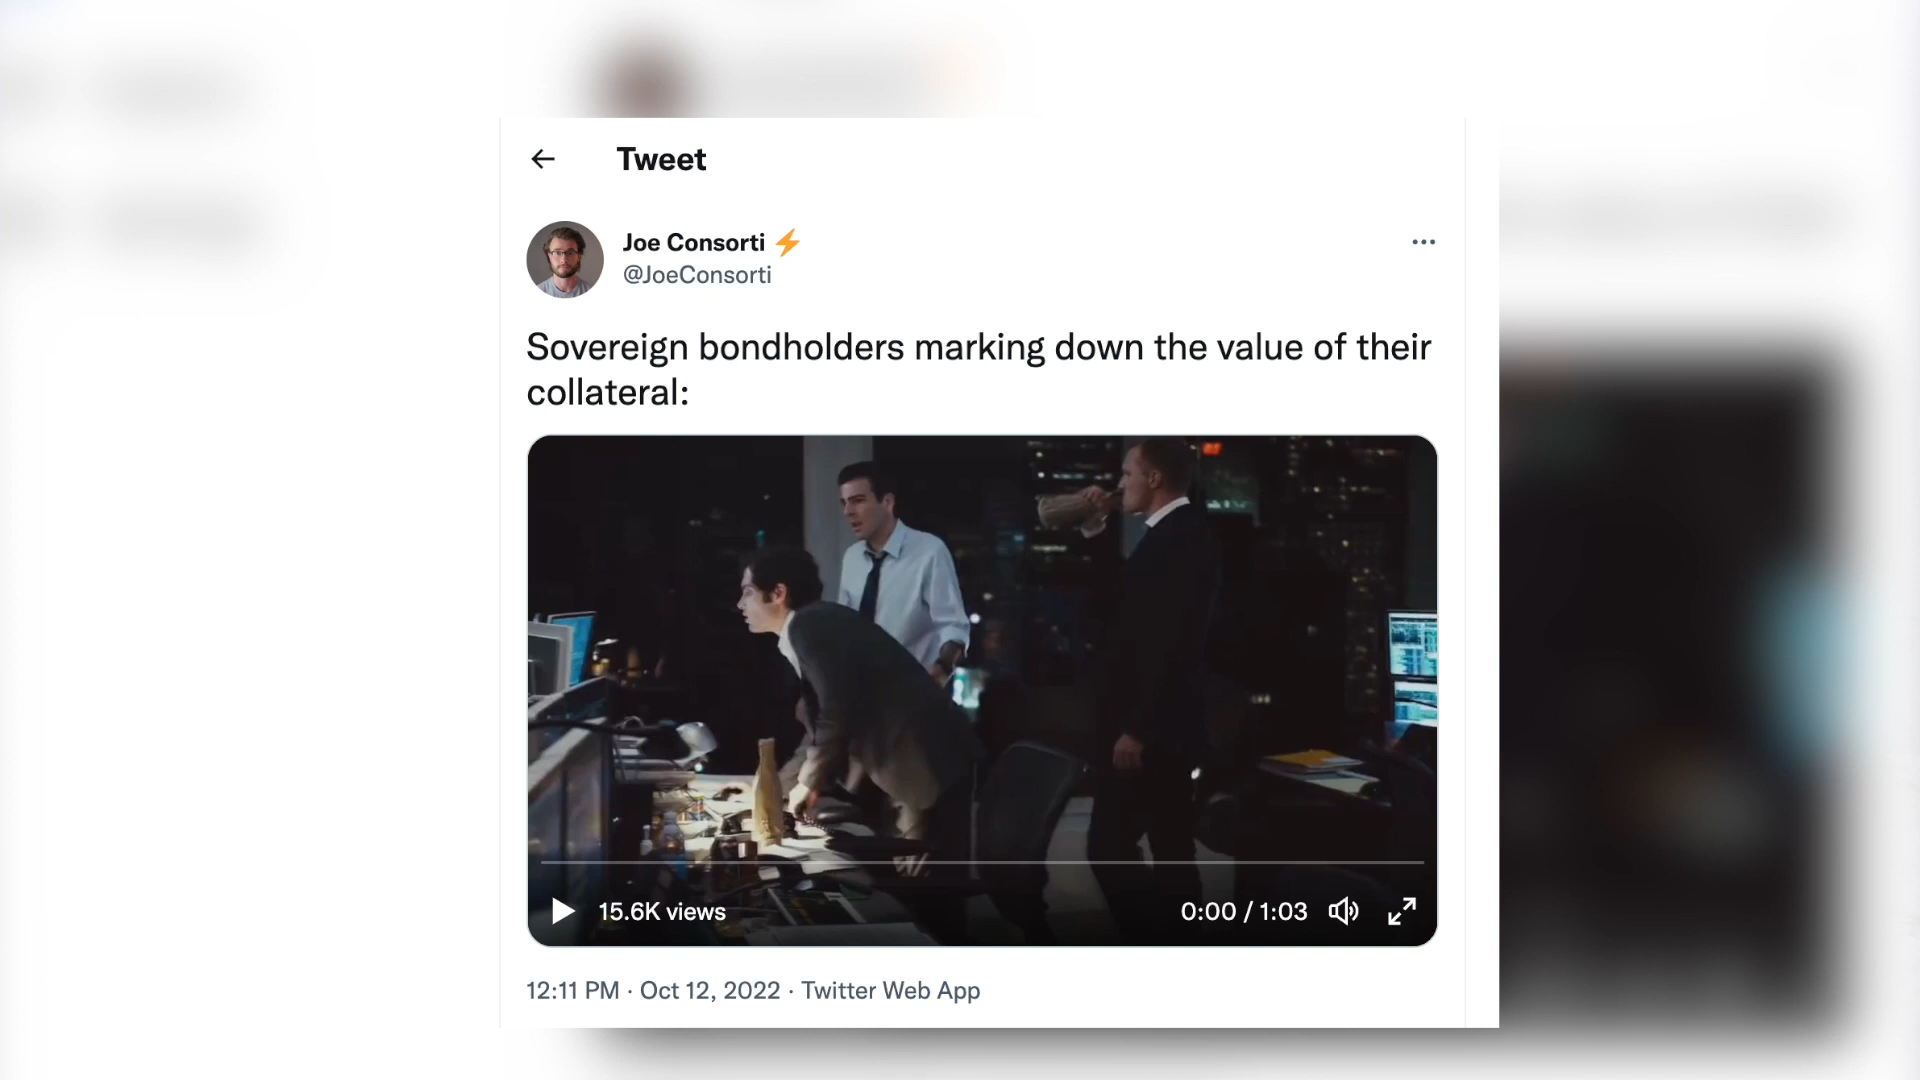 Tweet
Joe Consorti ⚡
@JoeConsorti
Sovereign bondholders marking down the value of their
collateral:
15.6K views
0:00 / 1:03
12:11 PM · Oct 12, 2022 · Twitter Web App